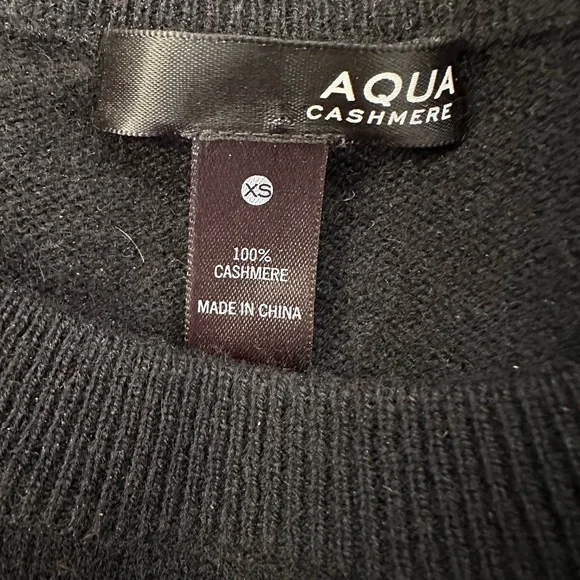 AQUA
CASHMERE
XS
100%
CASHMERE
MADE IN CHINA